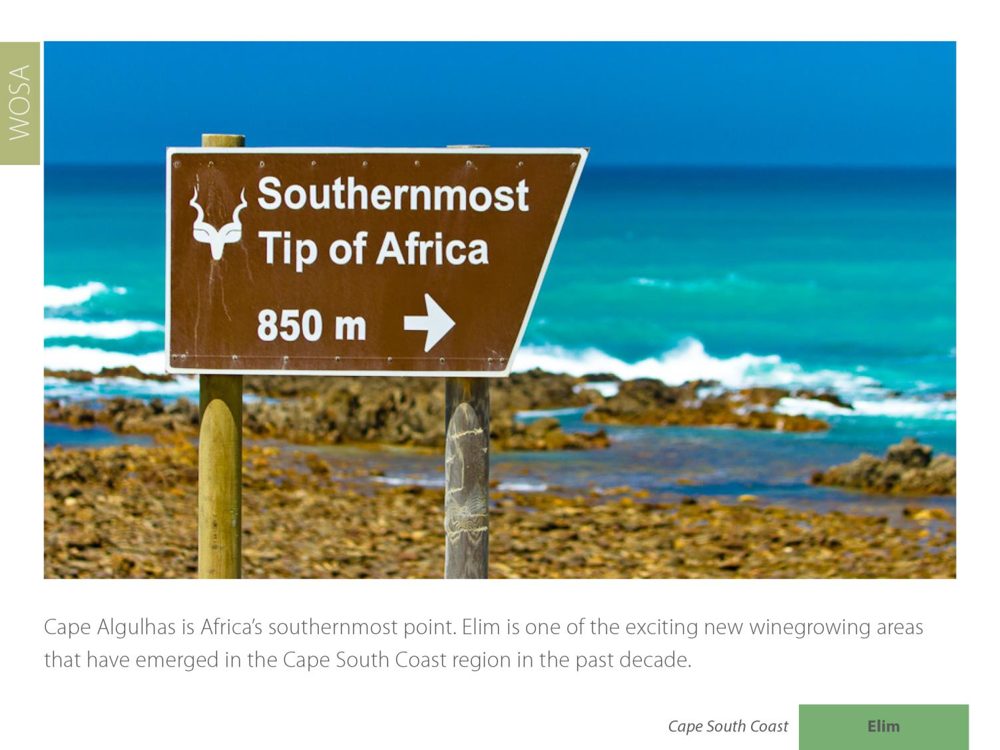 WOSA
Southernmost
Tip of Africa
850 m
Cape Algulhas is Africa’s southernmost point. Elim is one of the exciting new winegrowing areas
that have emerged in the Cape South Coast region in the past decade.
Cape South Coast
Elim